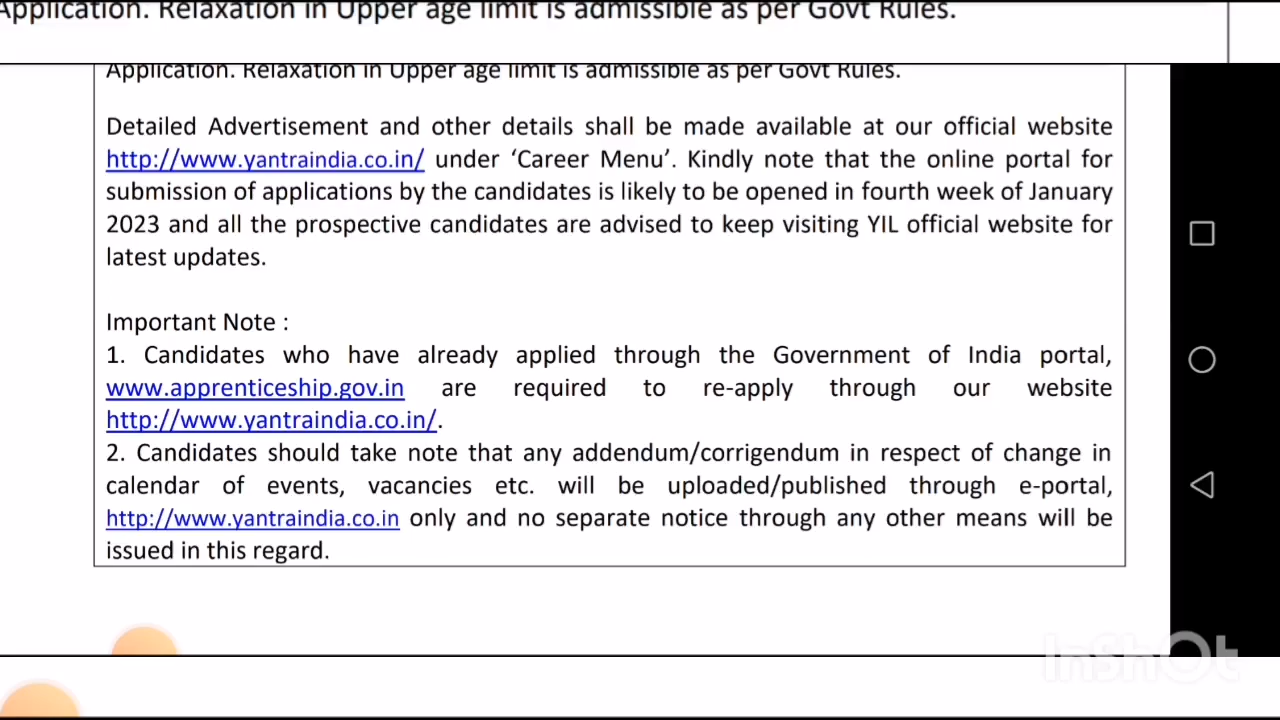 Application. Relaxation in Upper age limit is admissible as per Govt Rules.
Application. Relaxation in Upper age limit is admissible as per Govt Rules.
Detailed Advertisement and other details shall be made available at our official website
http://www.yantraindia.co.in/ under ‘Career Menu’. Kindly note that the online portal for
submission of applications by the candidates is likely to be opened in fourth week of January
2023 and all the prospective candidates are advised to keep visiting YIL official website for
latest updates.
Important Note :
1. Candidates who have already applied through the Government of India portal,
www.apprenticeship.gov.in are required to re-apply through our website
http://www.yantraindia.co.in/.
2. Candidates should take note that any addendum/corrigendum in respect of change in
calendar of events, vacancies etc. will be uploaded/published through e-portal,
http://www.yantraindia.co.in only and no separate notice through any other means will be
issued in this regard.
InShOt